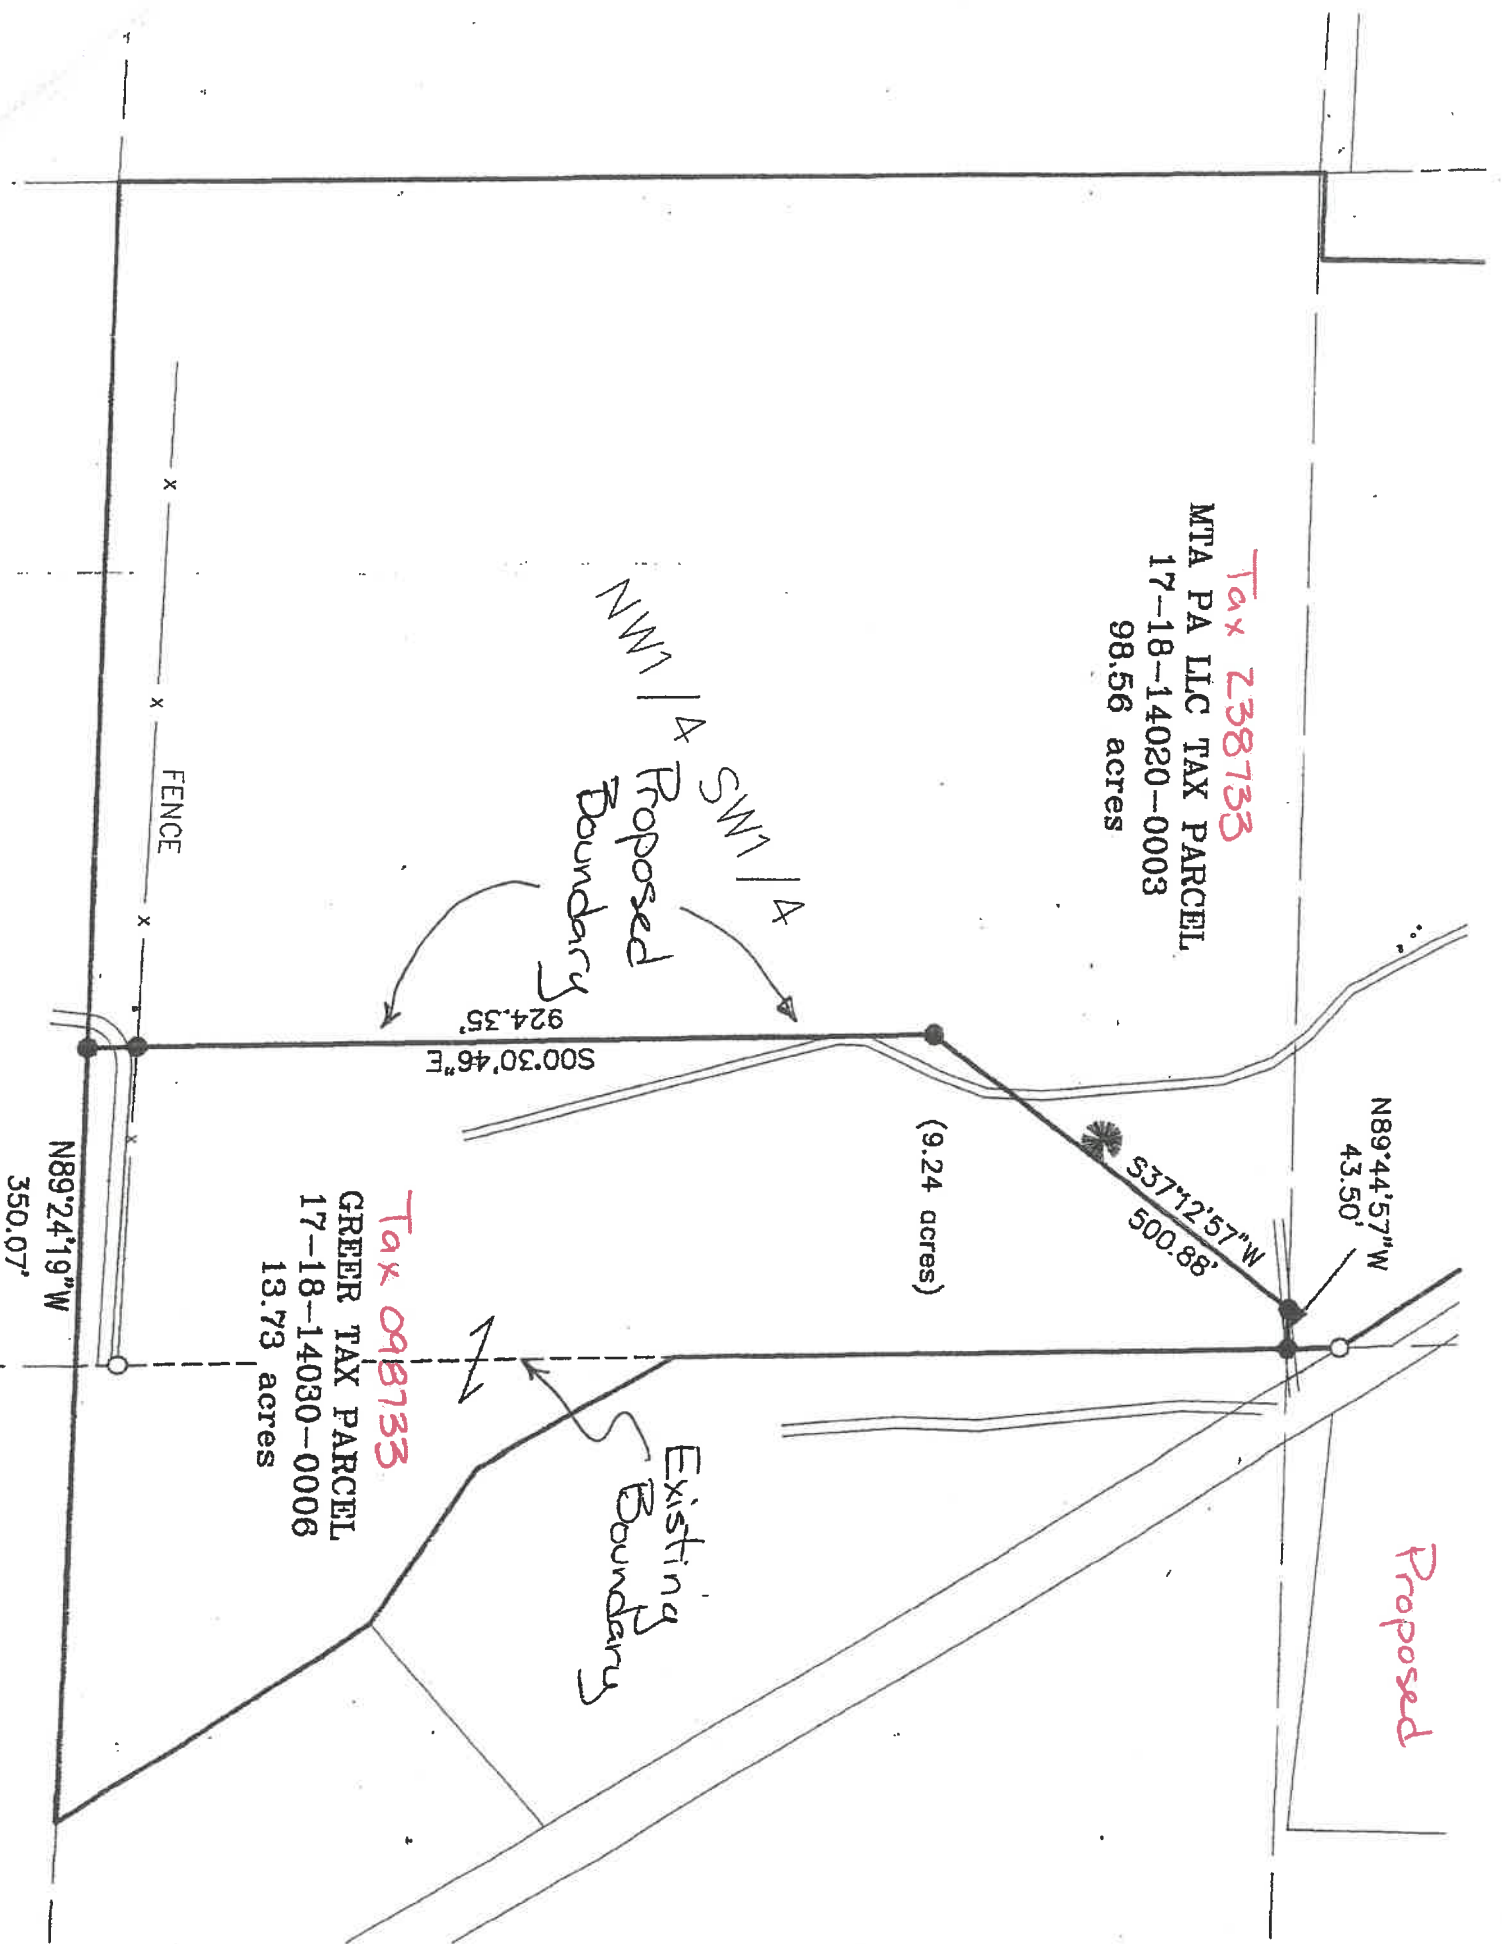 Proposed
N89°44'57"W
43.50'
Tax 238733
MTA PA LLC TAX PARCEL
17-18-14020-0003
98.56 acres
S37°12'57"W
500.88'
(9.24 acres)
NW1/4 SW1/4
Proposed
Boundary
924.35'
S00°30'46"E
Existing
Boundary
Tax 098733
GREER TAX PARCEL
17-18-14030-0006
13.73 acres
FENCE
x
x
x
x
N89°24'19"W
350.07'